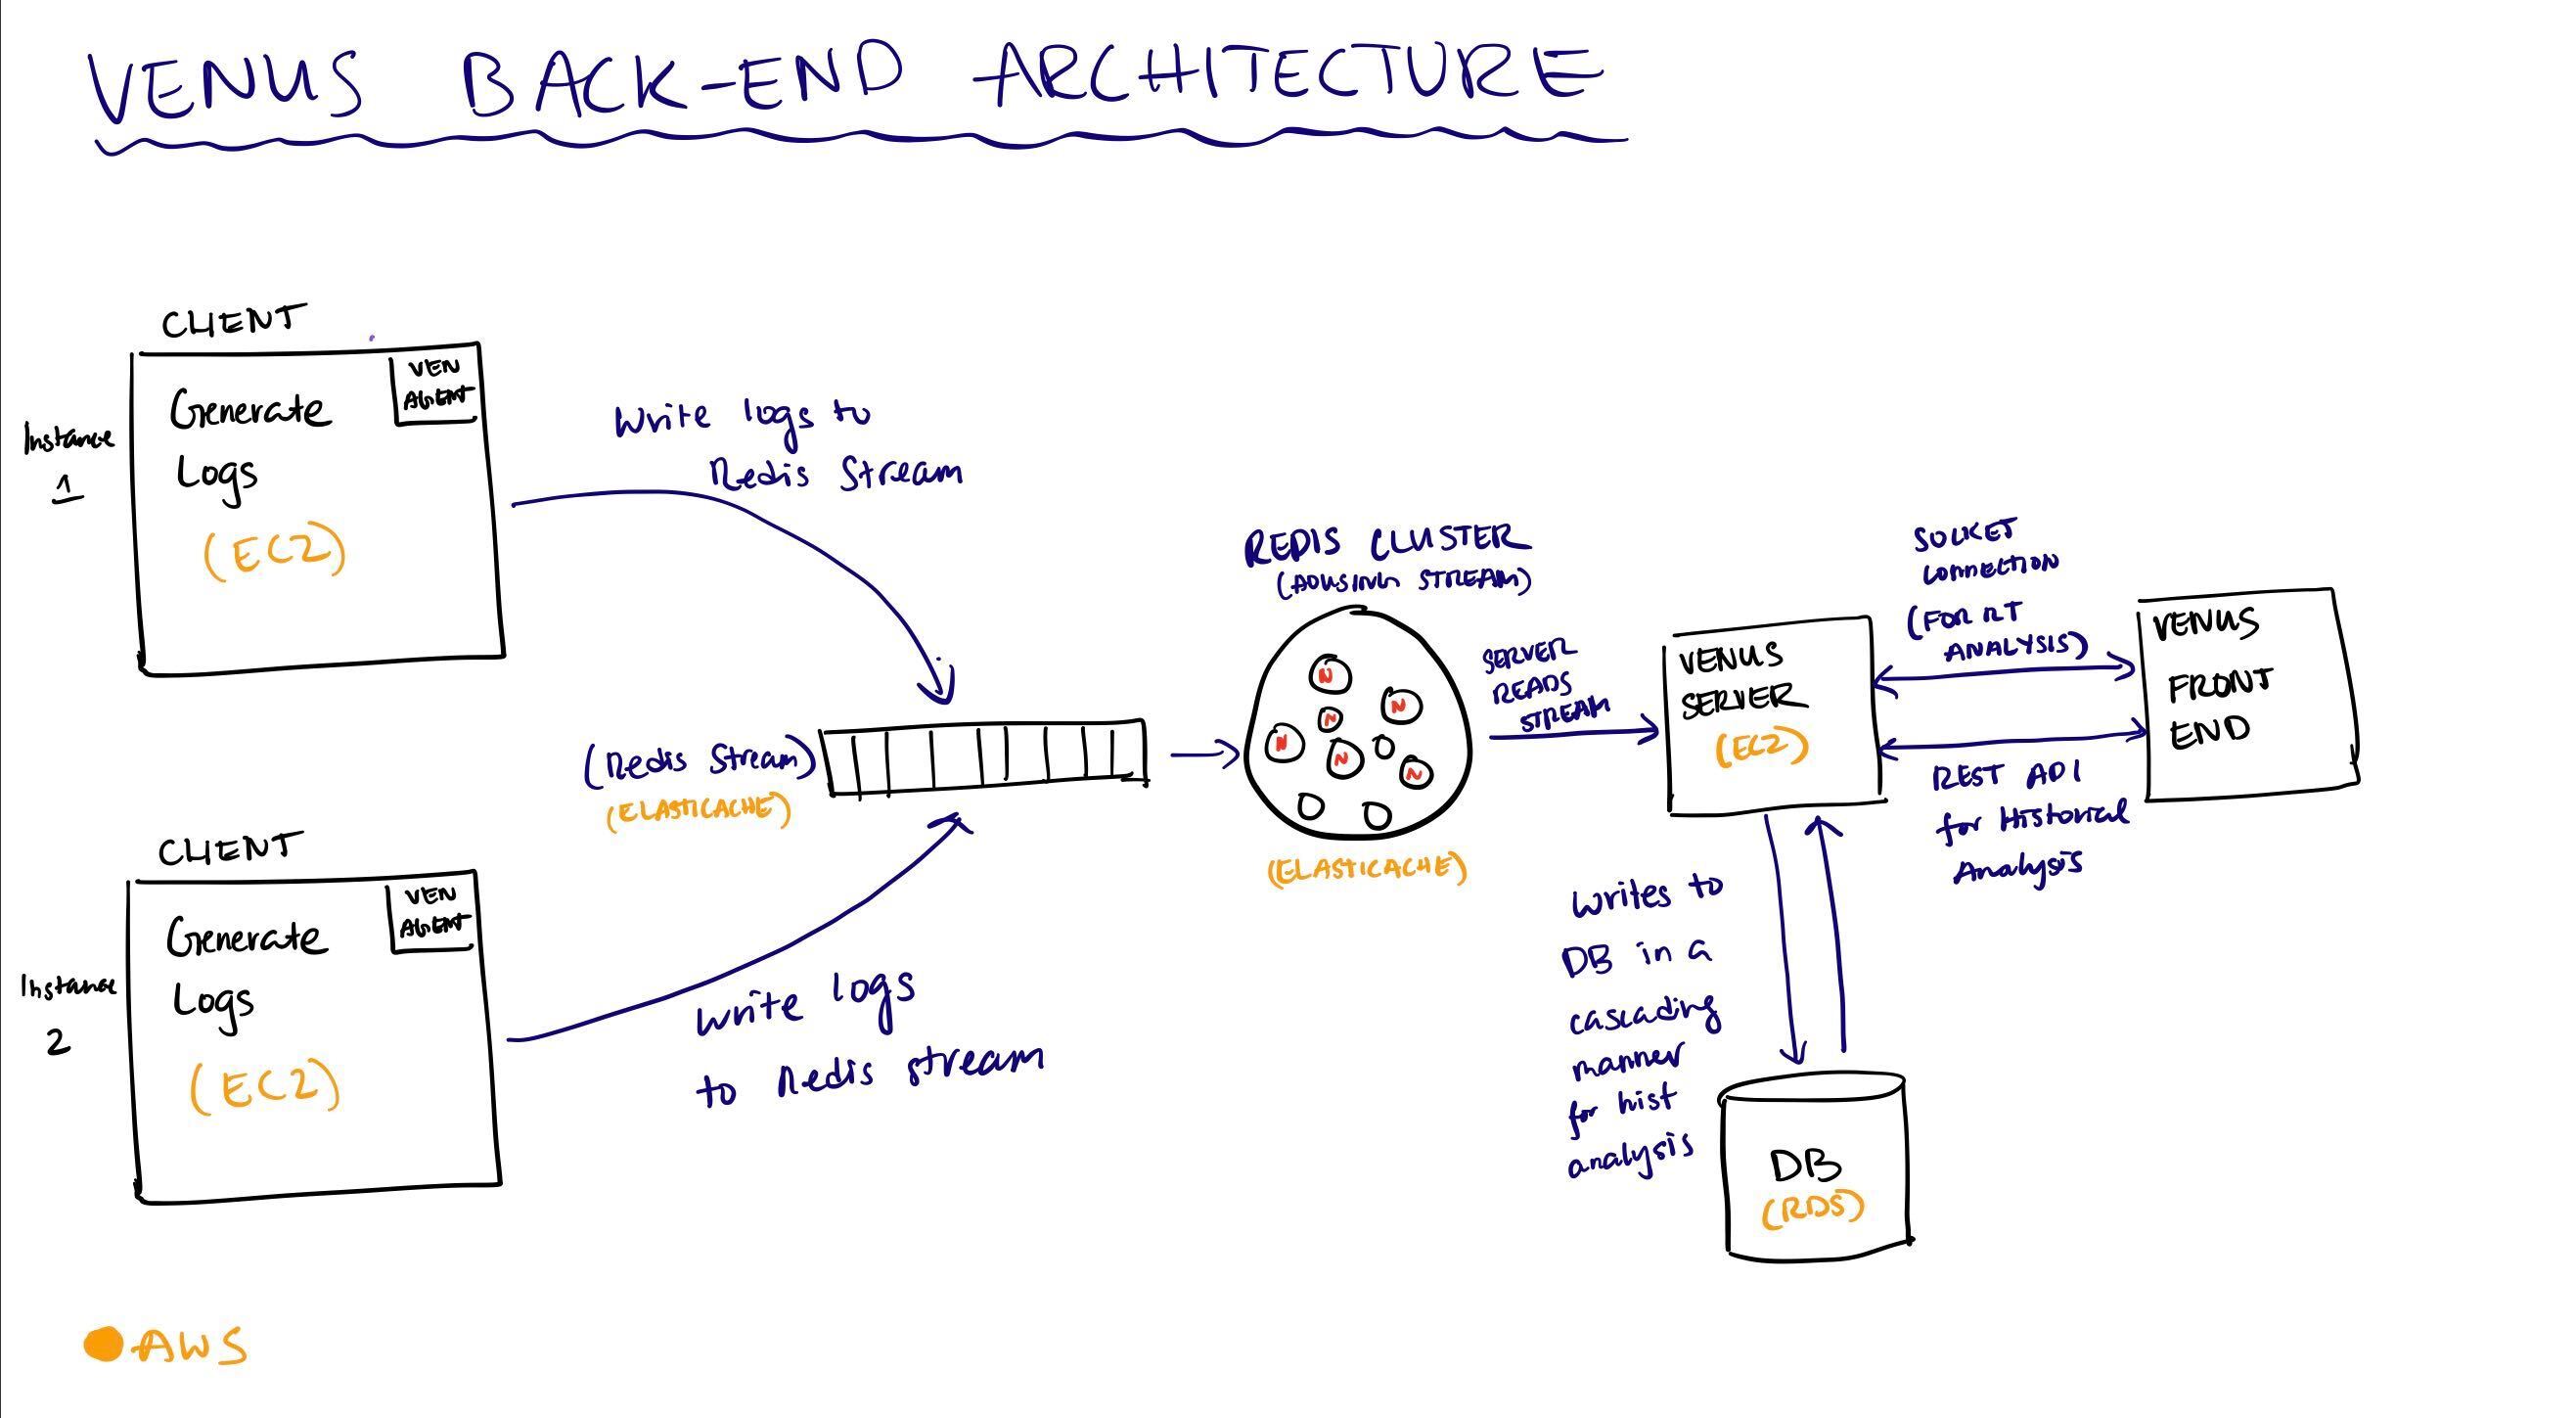 VENUS BACK-END ARCHITECTURE
CLIENT
VEN
AGENT
Generate
Logs
(EC2)
Instance
1
Write logs to
Redis Stream
(Redis Stream)
(ELASTICACHE)
CLIENT
VEN
AGENT
Generate
Logs
(EC2)
Instance
2
write logs
to Redis stream
REDIS CLUSTER
(HOUSING STREAM)
N
N
N
N
N
N
(ELASTICACHE)
SERVER
READS
STREAM
VENUS
SERVER
(EC2)
SOCKET
CONNECTION
(FOR RT
ANALYSIS)
REST API
for Historical
Analysis
VENUS
FRONT
END
writes to
DB in a
cascading
manner
for hist
analysis
DB
(RDS)
AWS